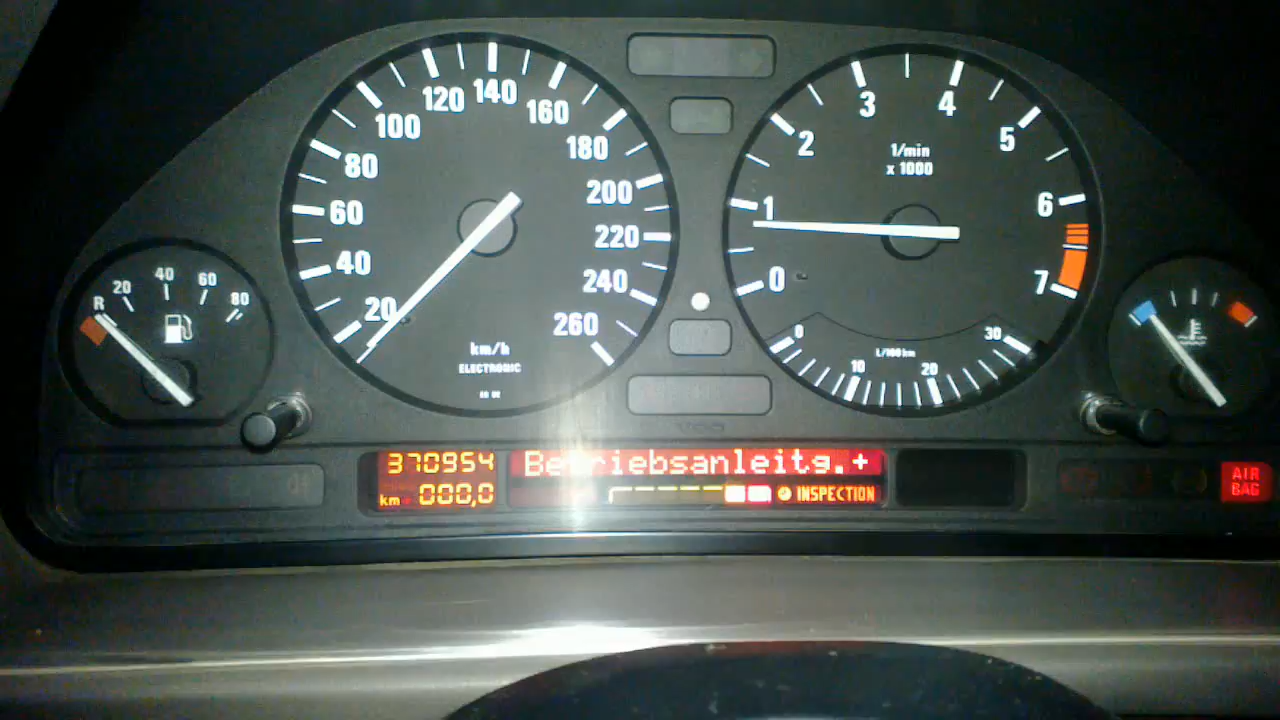 20
40
60
80
100
120
140
160
180
200
220
240
260
km/h
ELECTRONIC
R 20 40 60 80
0
1
2
3
4
5
6
7
1/min
x 1000
0 10 20 30
L/100km
VDO
370954
km 000,0
Betriebsanleitg.+
INSPECTION
AIR
BAG